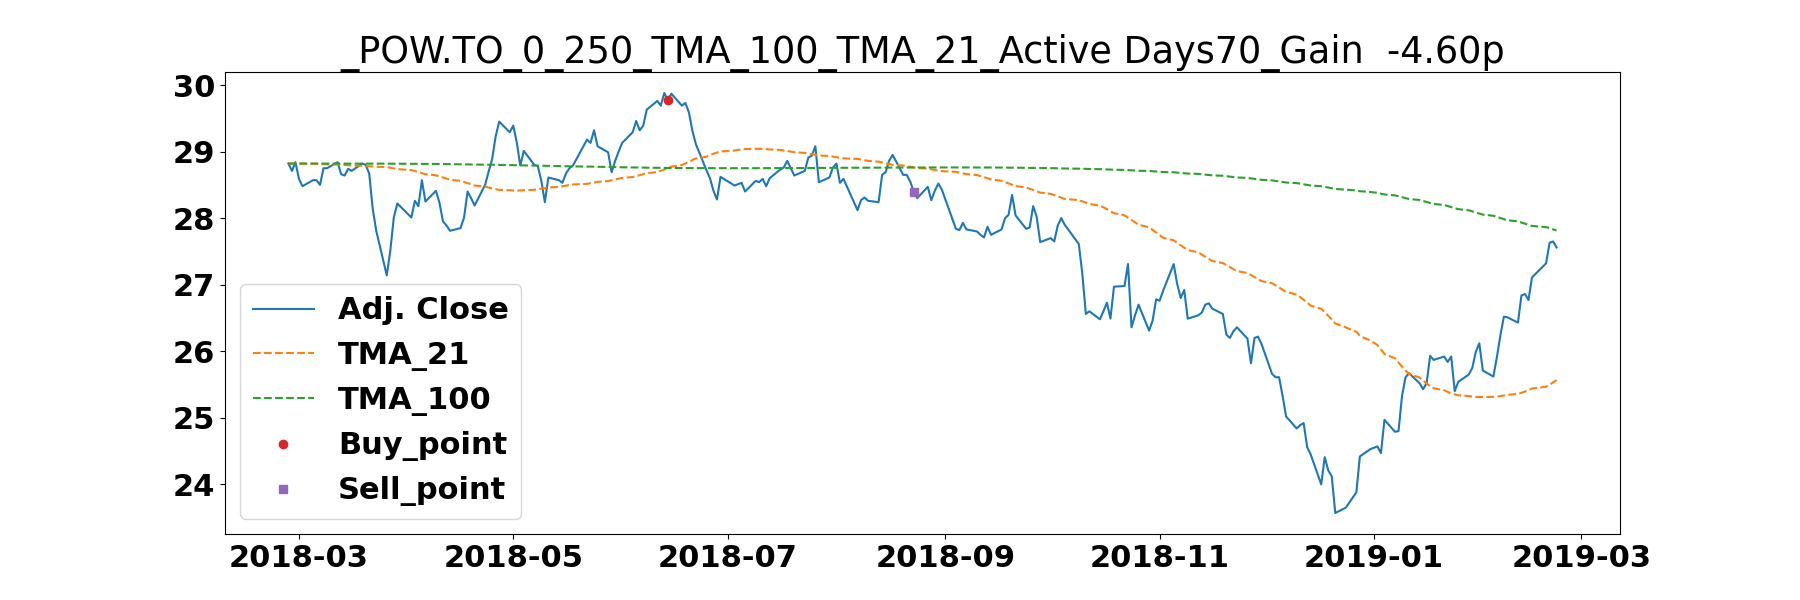 _POW.TO_0_250_TMA_100_TMA_21_Active Days70_Gain  -4.60p
30
29
28
27
26
25
24
Adj. Close
TMA_21
TMA_100
Buy_point
Sell_point
2018-03 2018-05 2018-07 2018-09 2018-11 2019-01 2019-03